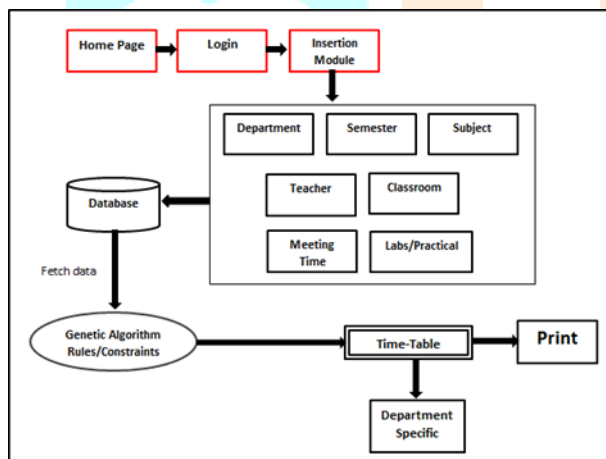 Home Page
Login
Insertion
Module
Department
Semester
Subject
Teacher
Classroom
Database
Meeting
Time
Labs/Practical
Fetch data
Genetic Algorithm
Rules/Constraints
Time-Table
Print
Department
Specific